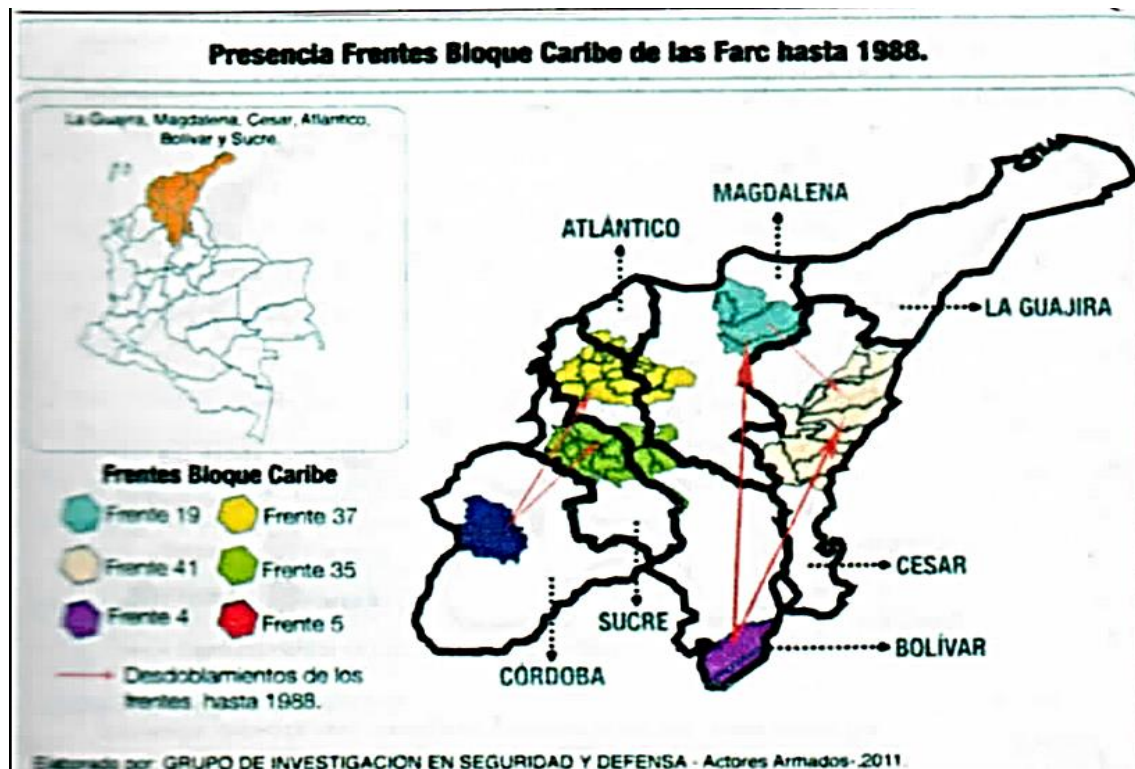 Presencia Frentes Bloque Caribe de las Farc hasta 1988.
La Guajira, Magdalena, Cesar, Atlántico,
Bolívar y Sucre.
MAGDALENA
ATLÁNTICO
LA GUAJIRA
CESAR
BOLÍVAR
SUCRE
CÓRDOBA
Frentes Bloque Caribe
Frente 19
Frente 37
Frente 41
Frente 35
Frente 4
Frente 5
Desdoblamientos de los
frentes, hasta 1988.
Elaborado por: GRUPO DE INVESTIGACION EN SEGURIDAD Y DEFENSA - Actores Armados-,2011.